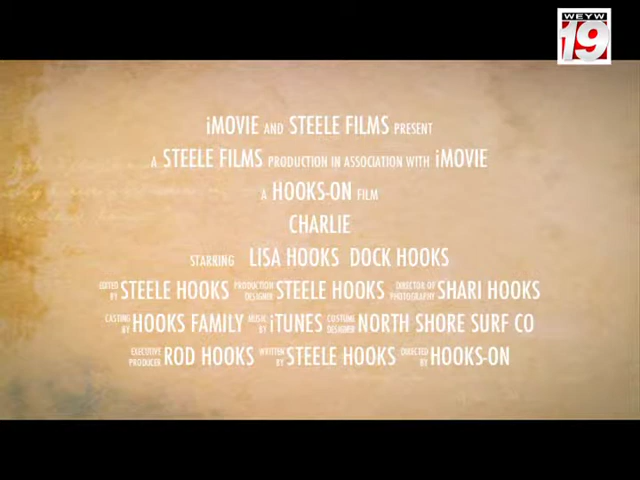 WEYW
19
iMOVIE AND STEELE FILMS PRESENT
A STEELE FILMS PRODUCTION IN ASSOCIATION WITH iMOVIE
A HOOKS-ON FILM
CHARLIE
STARRING LISA HOOKS DOCK HOOKS
EDITED BY STEELE HOOKS PRODUCTION DESIGNER STEELE HOOKS DIRECTOR OF PHOTOGRAPHY SHARI HOOKS
CASTING BY HOOKS FAMILY MUSIC BY iTUNES COSTUME DESIGNER NORTH SHORE SURF CO
EXECUTIVE PRODUCER ROD HOOKS WRITTEN BY STEELE HOOKS DIRECTED BY HOOKS-ON